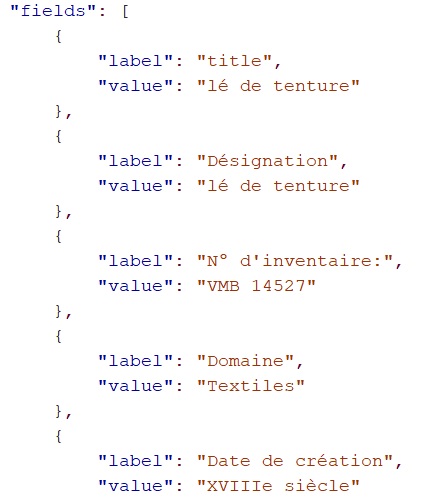 "fields": [
{
"label": "title",
"value": "lé de tenture"
},
{
"label": "Désignation",
"value": "lé de tenture"
},
{
"label": "N° d'inventaire:",
"value": "VMB 14527"
},
{
"label": "Domaine",
"value": "Textiles"
},
{
"label": "Date de création",
"value": "XVIIIe siècle"